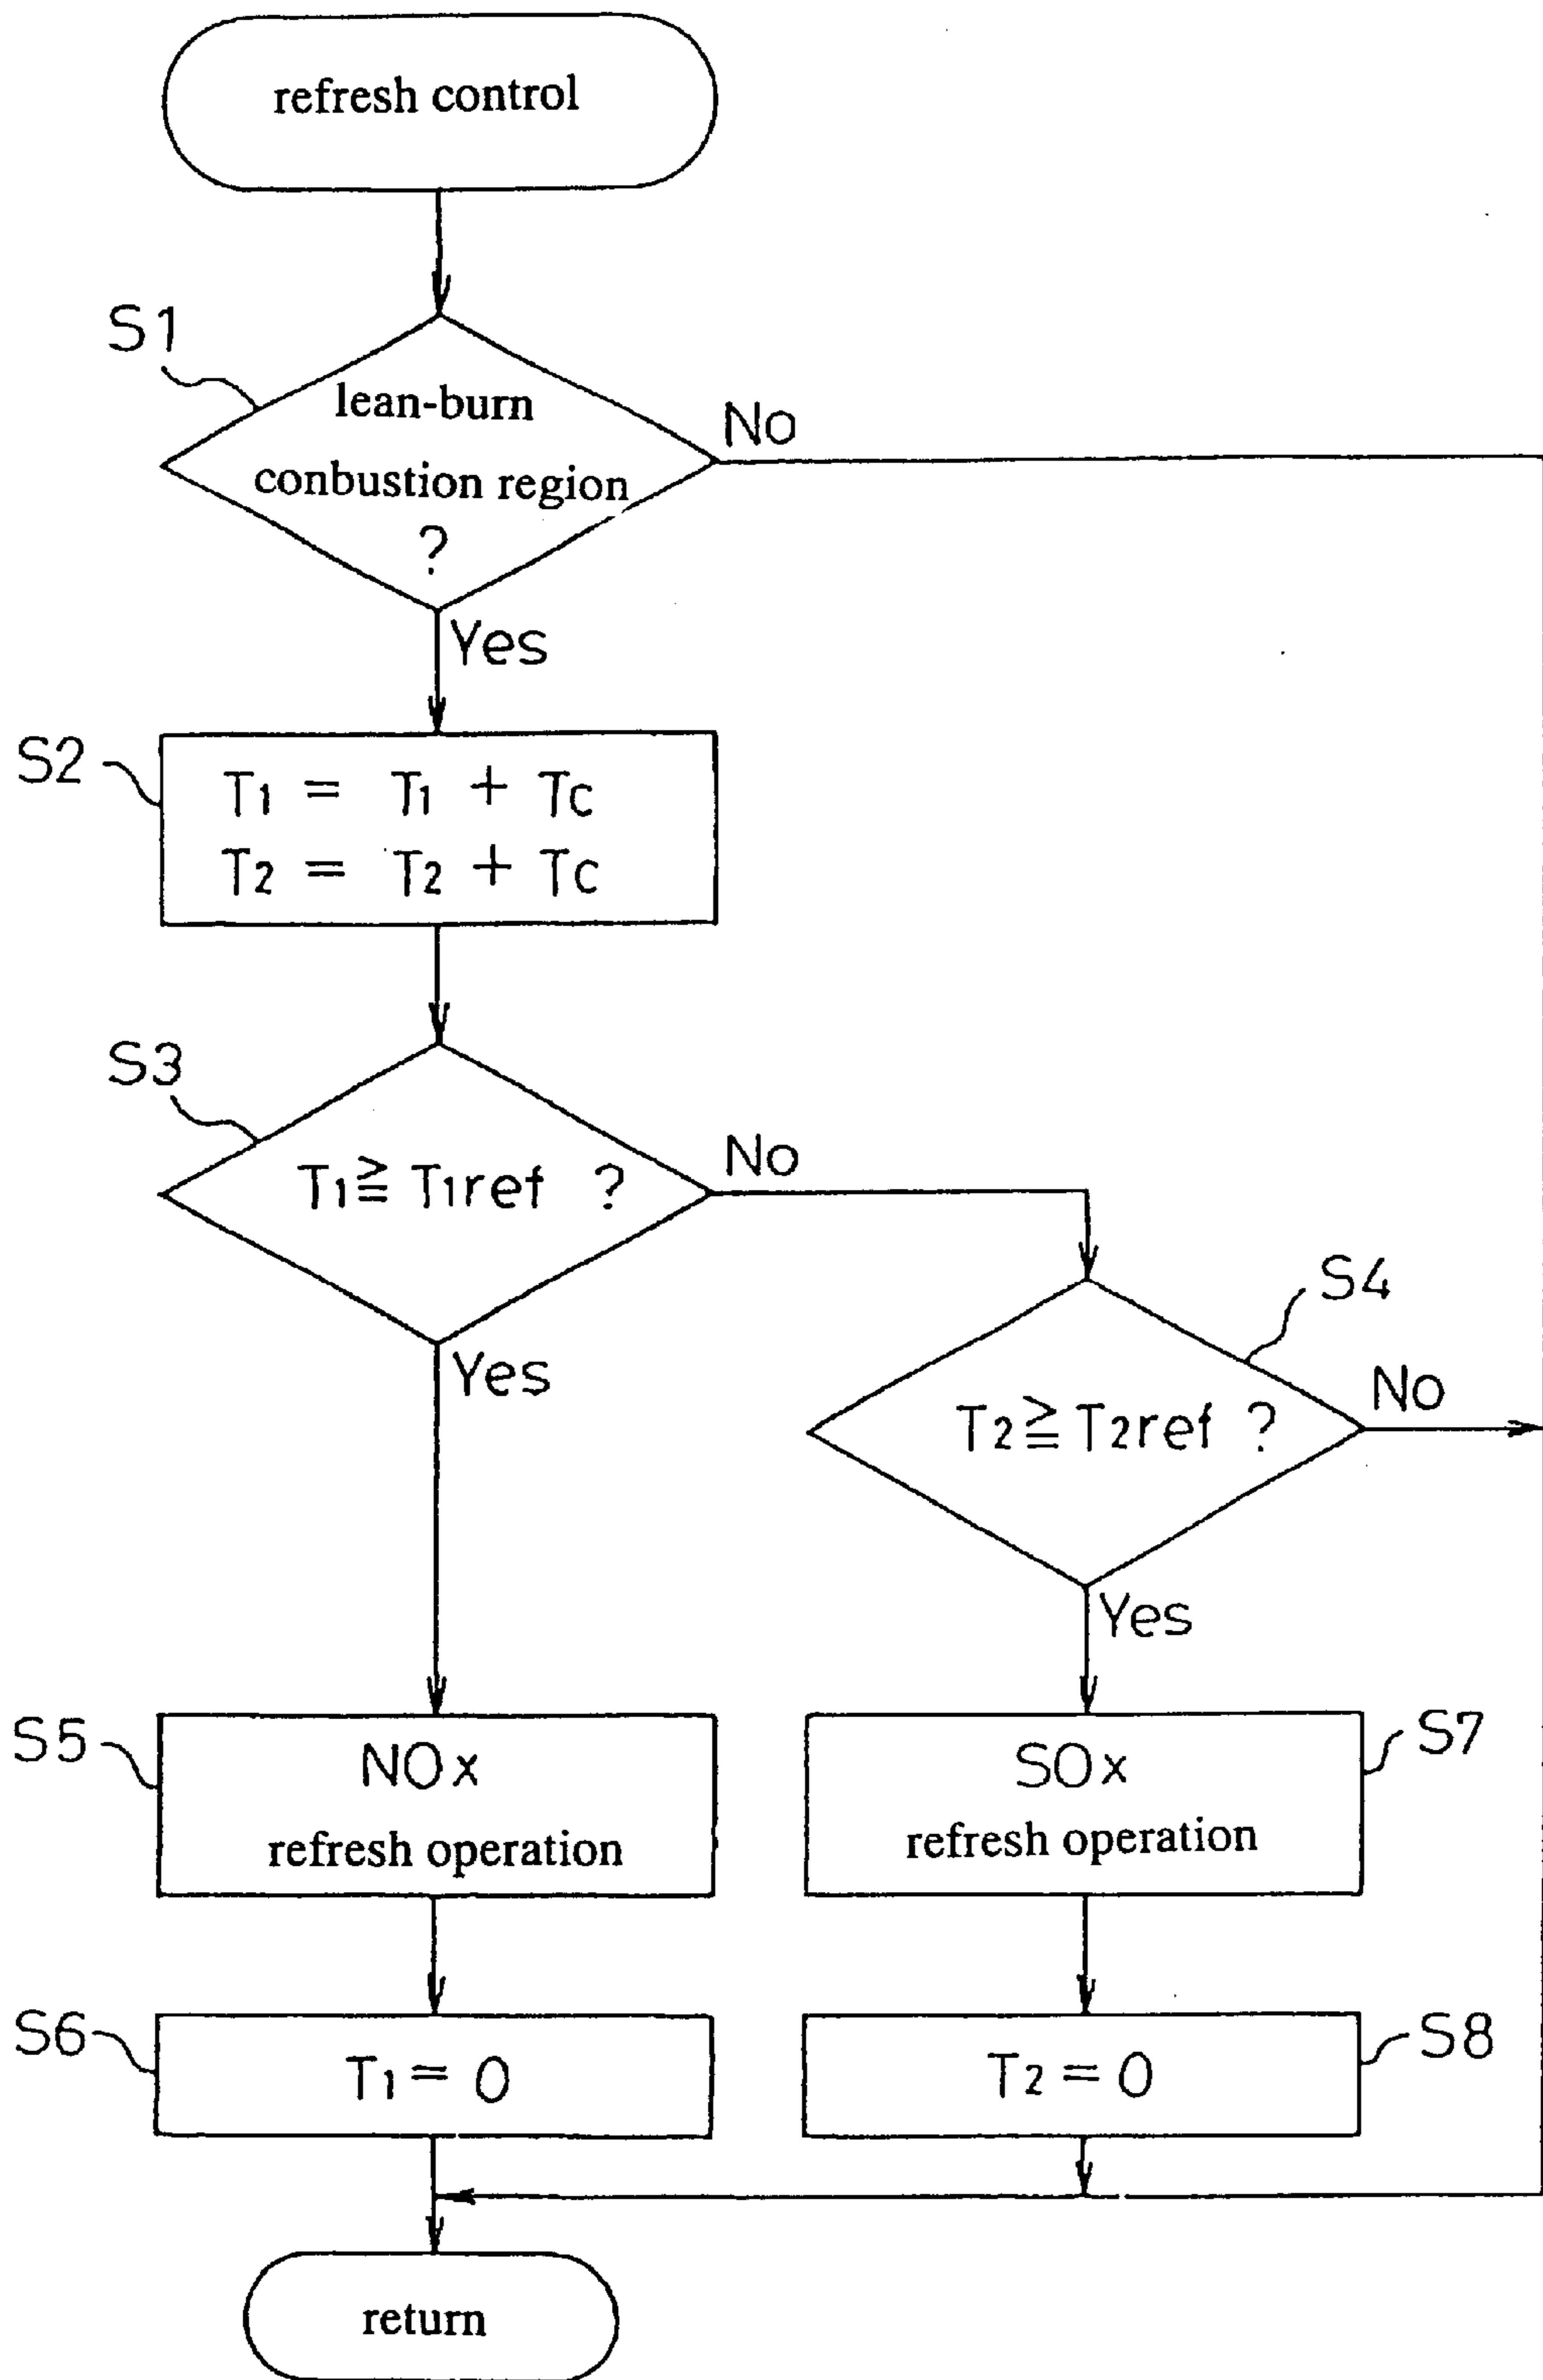 refresh control
S1
lean-burn
conbustion region
?
No
Yes
S2
T1 = T1 + Tc
T2 = T2 + Tc
S3
T1 ≧ T1ref ?
No
Yes
S4
T2 ≧ T2ref ?
No
Yes
S5
NOx
refresh operation
S7
SOx
refresh operation
S6
T1 = 0
S8
T2 = 0
return